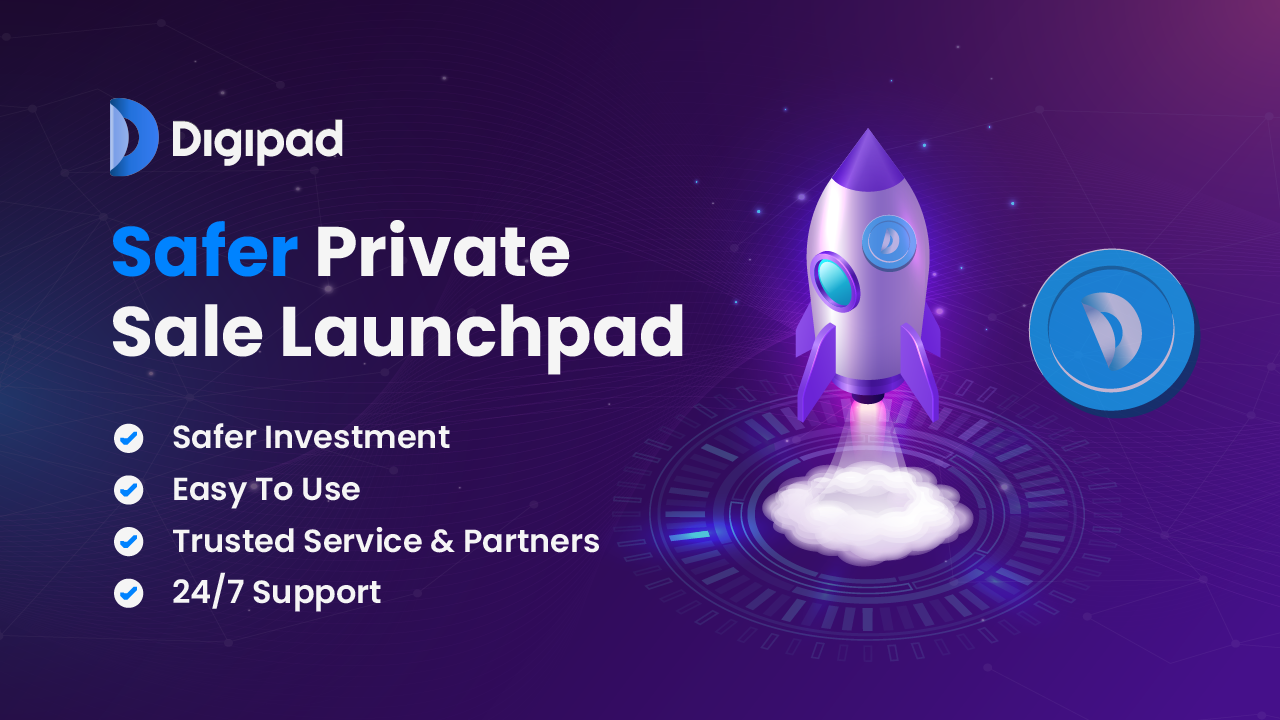 Digipad
Safer Private
Sale Launchpad
Safer Investment
Easy To Use
Trusted Service & Partners
24/7 Support